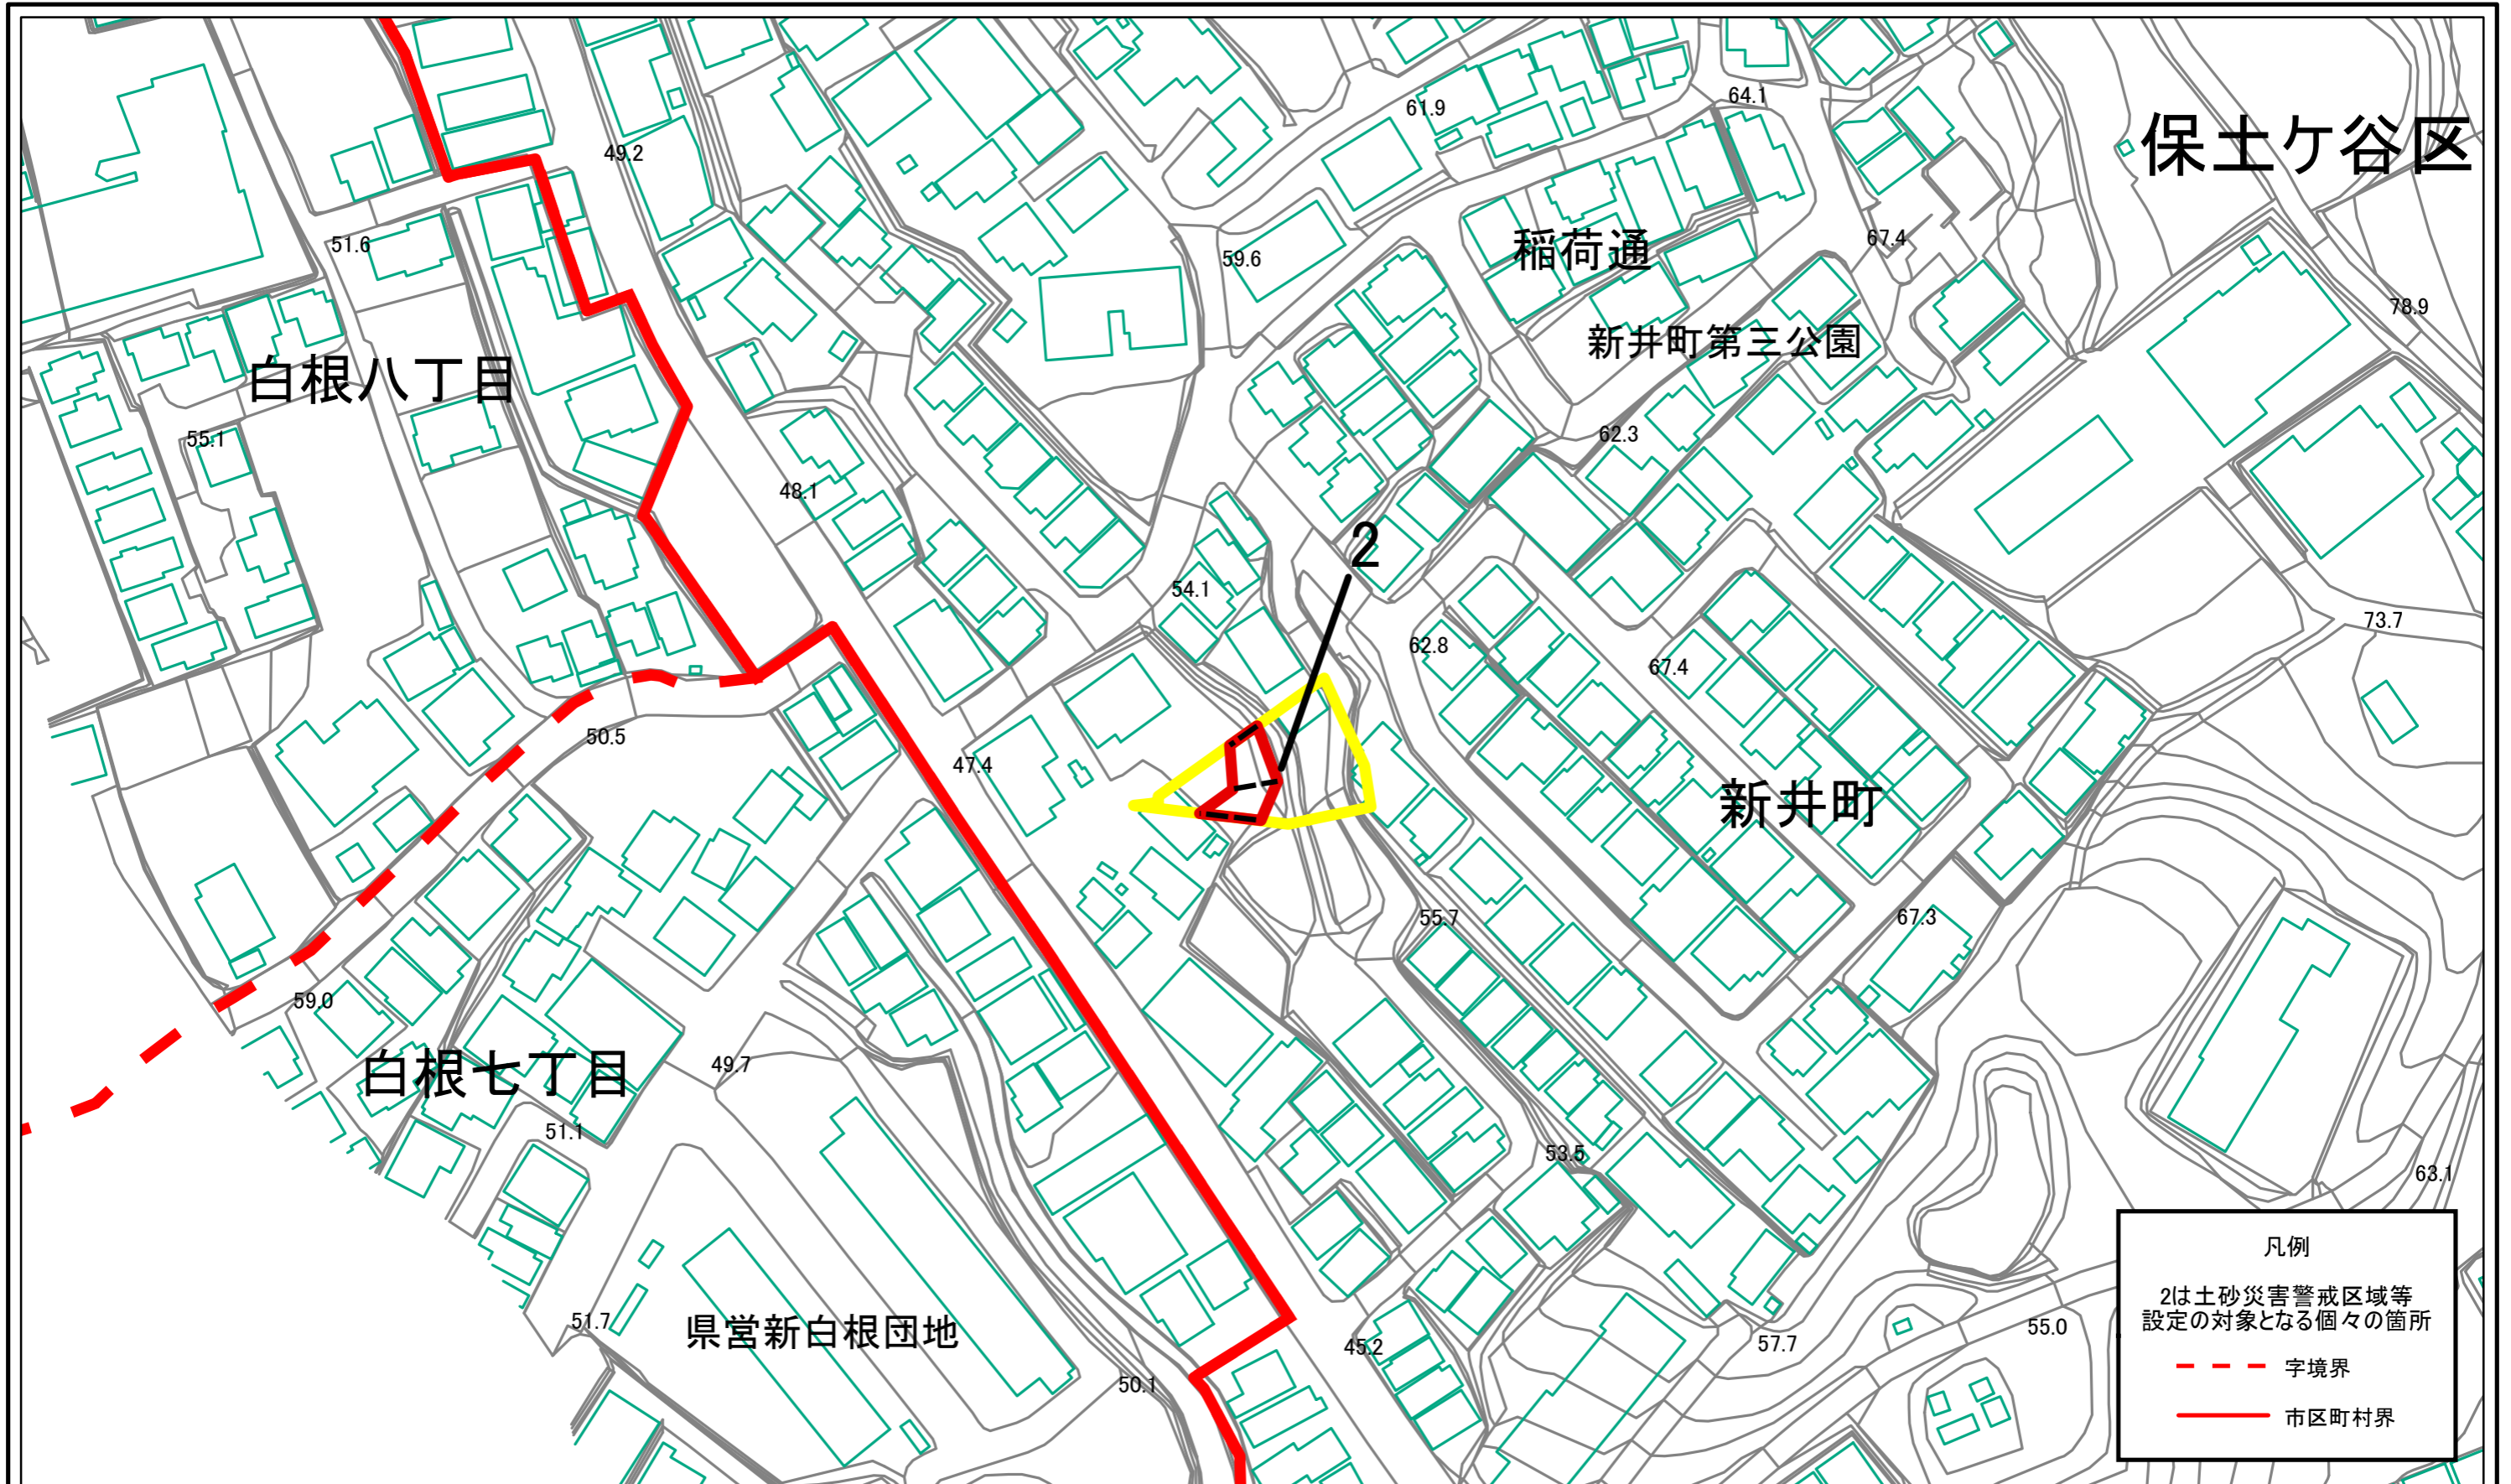 保土ケ谷区
64.1
61.9
49.2
67.4
稲荷通
51.6
59.6
78.9
新井町第三公園
白根八丁目
55.1
62.3
48.1
2
54.1
73.7
62.8
67.4
50.5
47.4
新井町
55.7
67.3
59.0
49.7
白根七丁目
51.1
53.5
63.1
51.7
県営新白根団地
45.2
57.7
55.0
50.1
凡例
2は土砂災害警戒区域等
設定の対象となる個々の箇所
字境界
市区町村界